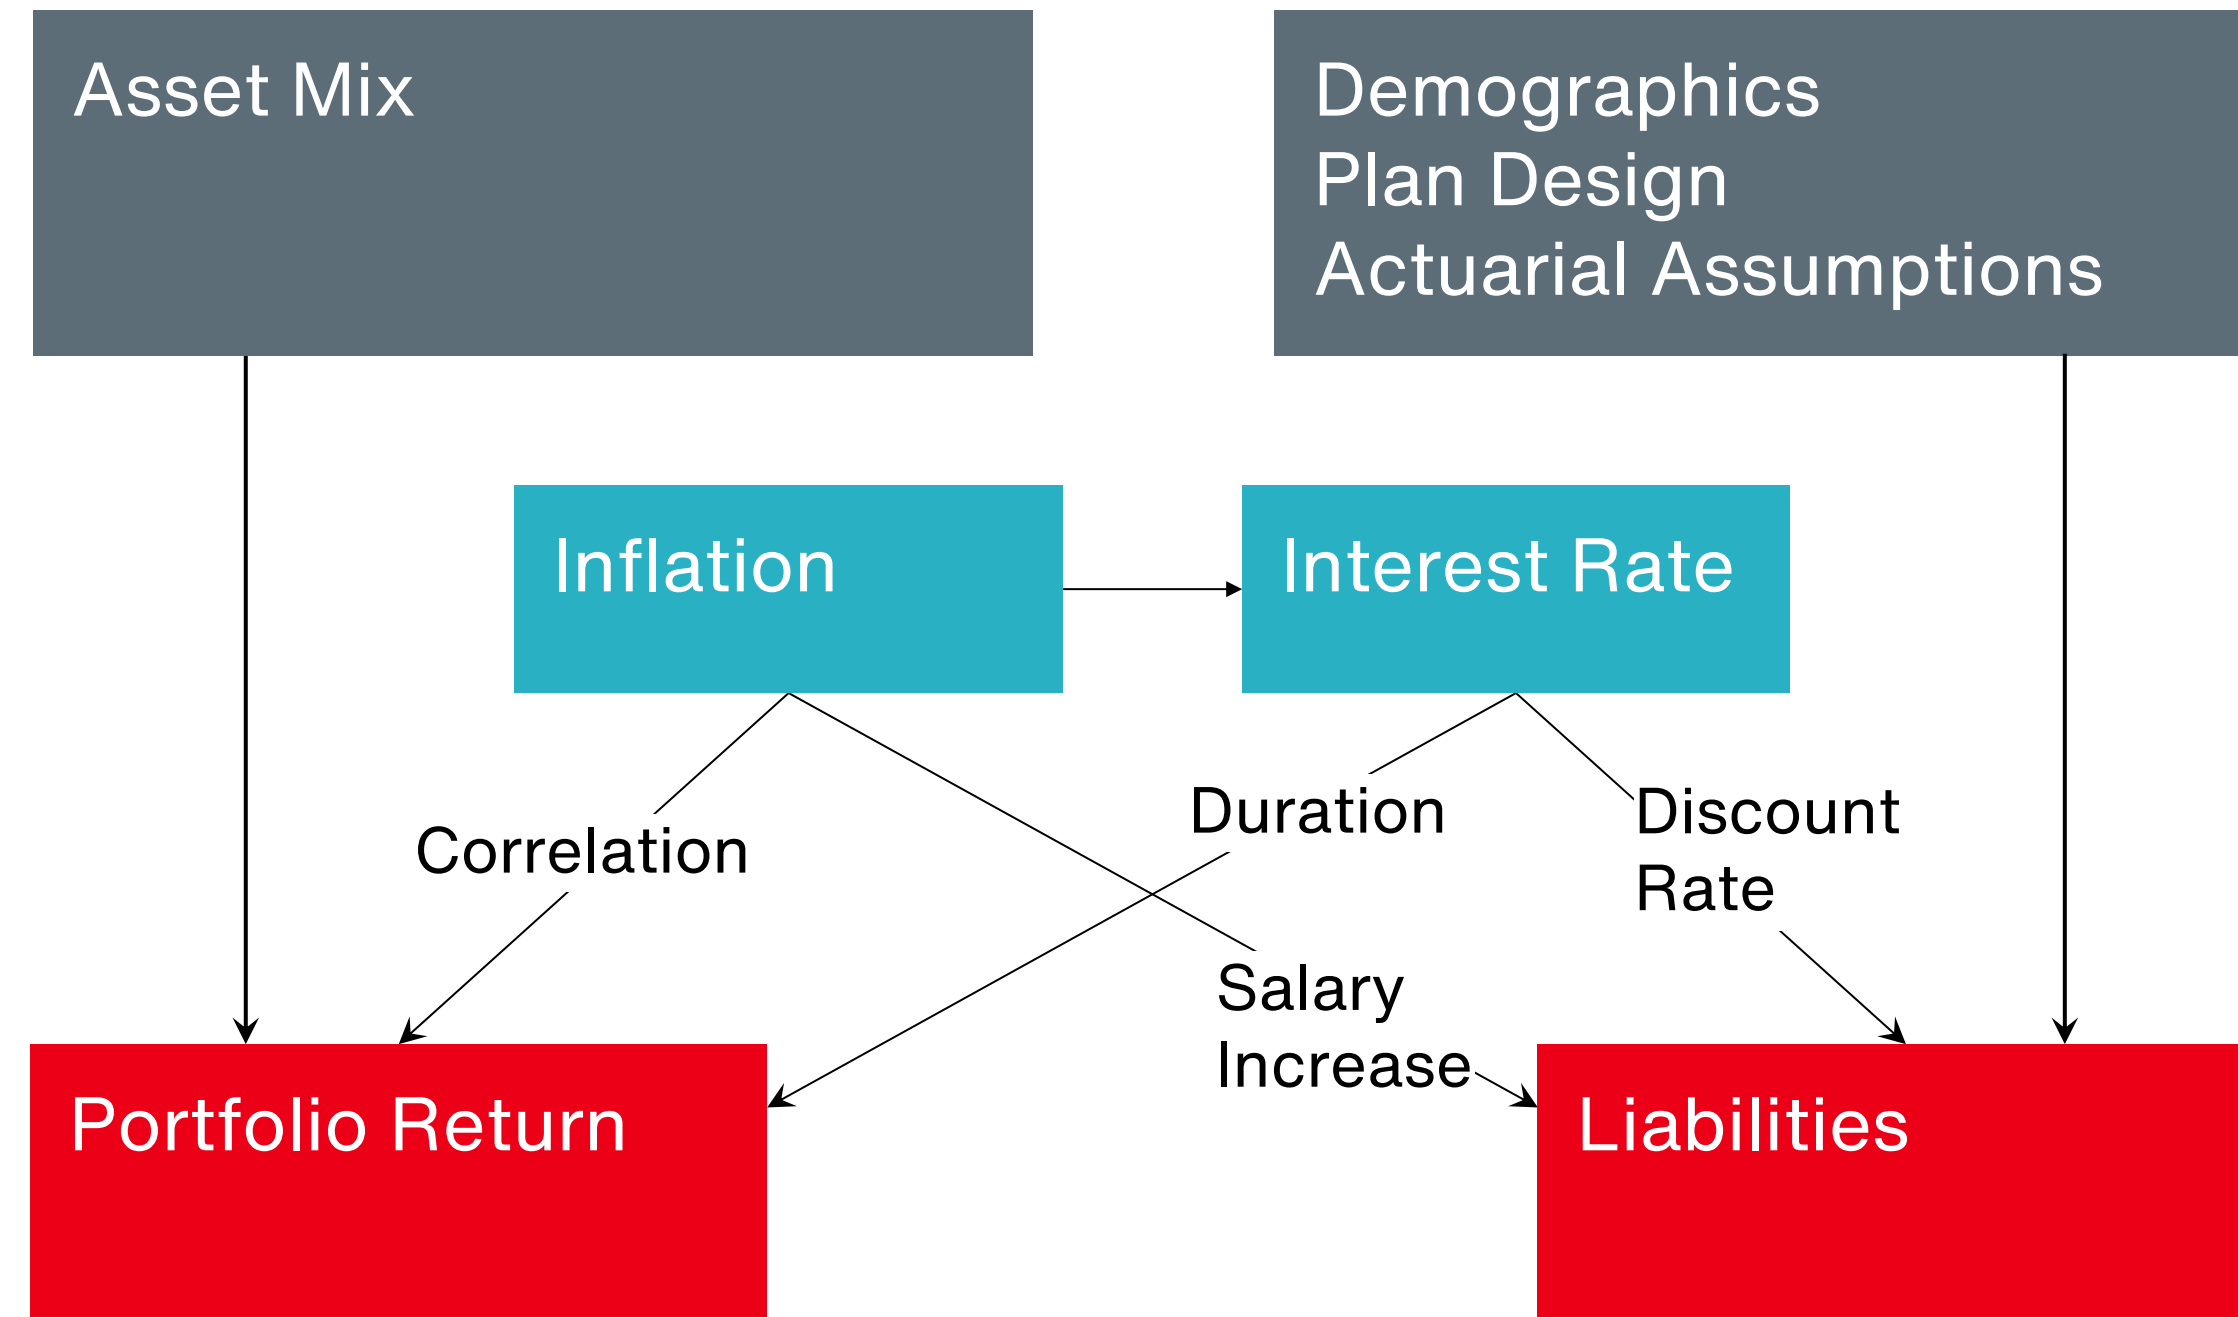 Asset Mix
Demographics
Plan Design
Actuarial Assumptions
Inflation
Interest Rate
Correlation
Duration
Discount
Rate
Salary
Increase
Portfolio Return
Liabilities